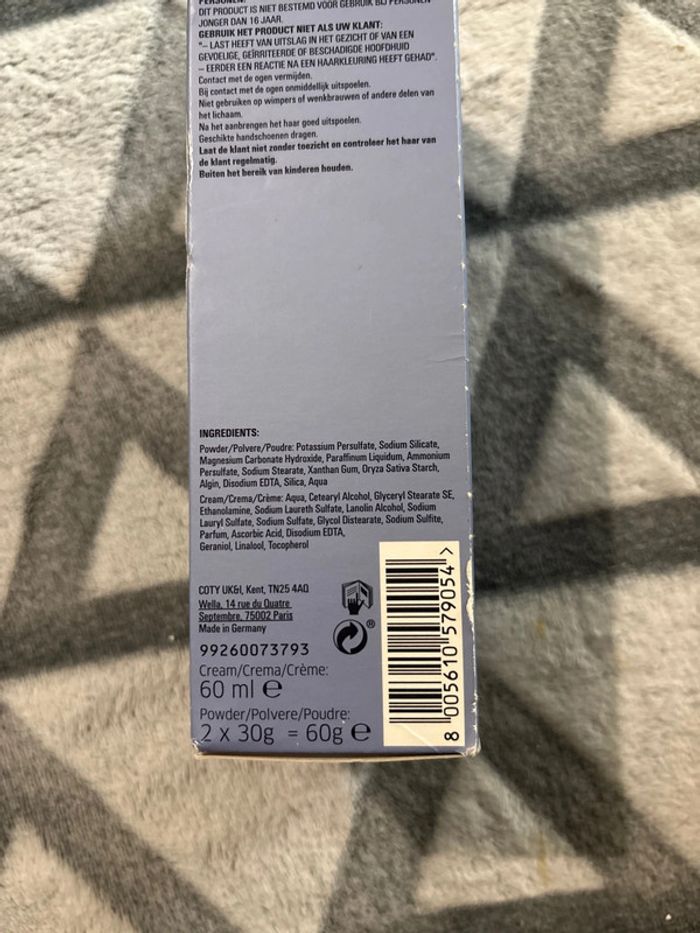 PERSONEN.
DIT PRODUCT IS NIET BESTEMD VOOR GEBRUIK BIJ PERSONEN
JONGER DAN 16 JAAR.
GEBRUIK HET PRODUCT NIET ALS UW KLANT:
"– LAST HEEFT VAN UITSLAG IN HET GEZICHT OF VAN EEN
GEVOELIGE, GEÏRRITEERDE OF BESCHADIGDE HOOFDHUID
– EERDER EEN REACTIE NA EEN HAARKLEURING HEEFT GEHAD".
Contact met de ogen vermijden.
Bij contact met de ogen onmiddellijk uitspoelen.
Niet gebruiken op wimpers of wenkbrauwen of andere delen van
het lichaam.
Na het aanbrengen het haar goed uitspoelen.
Geschikte handschoenen dragen.
Laat de klant niet zonder toezicht en controleer het haar van
de klant regelmatig.
Buiten het bereik van kinderen houden.
INGREDIENTS:
Powder/Polvere/Poudre: Potassium Persulfate, Sodium Silicate,
Magnesium Carbonate Hydroxide, Paraffinum Liquidum, Ammonium
Persulfate, Sodium Stearate, Xanthan Gum, Oryza Sativa Starch,
Algin, Disodium EDTA, Silica, Aqua
Cream/Crema/Crème: Aqua, Cetearyl Alcohol, Glyceryl Stearate SE,
Ethanolamine, Sodium Laureth Sulfate, Lanolin Alcohol, Sodium
Lauryl Sulfate, Sodium Sulfate, Glycol Distearate, Sodium Sulfite,
Parfum, Ascorbic Acid, Disodium EDTA,
Geraniol, Linalool, Tocopherol
COTY UK&I, Kent, TN25 4AQ
Wella, 14 rue du Quatre
Septembre, 75002 Paris
Made in Germany
99260073793
Cream/Crema/Crème:
60 ml e
Powder/Polvere/Poudre:
2 x 30g = 60g e
®
8 005610 579054 >